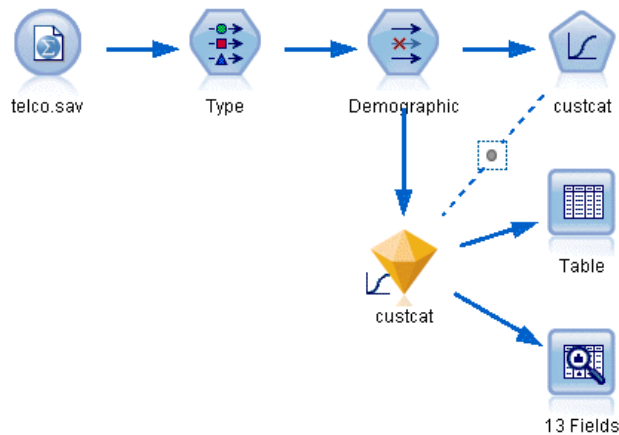 telco.sav
Type
Demographic
custcat
Table
custcat
13 Fields